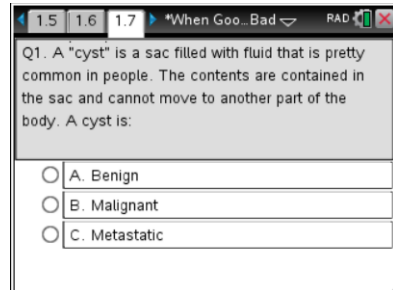 1.5 1.6 1.7 *When Goo...Bad RAD
Q1. A "cyst" is a sac filled with fluid that is pretty
common in people. The contents are contained in
the sac and cannot move to another part of the
body. A cyst is:
A. Benign
B. Malignant
C. Metastatic